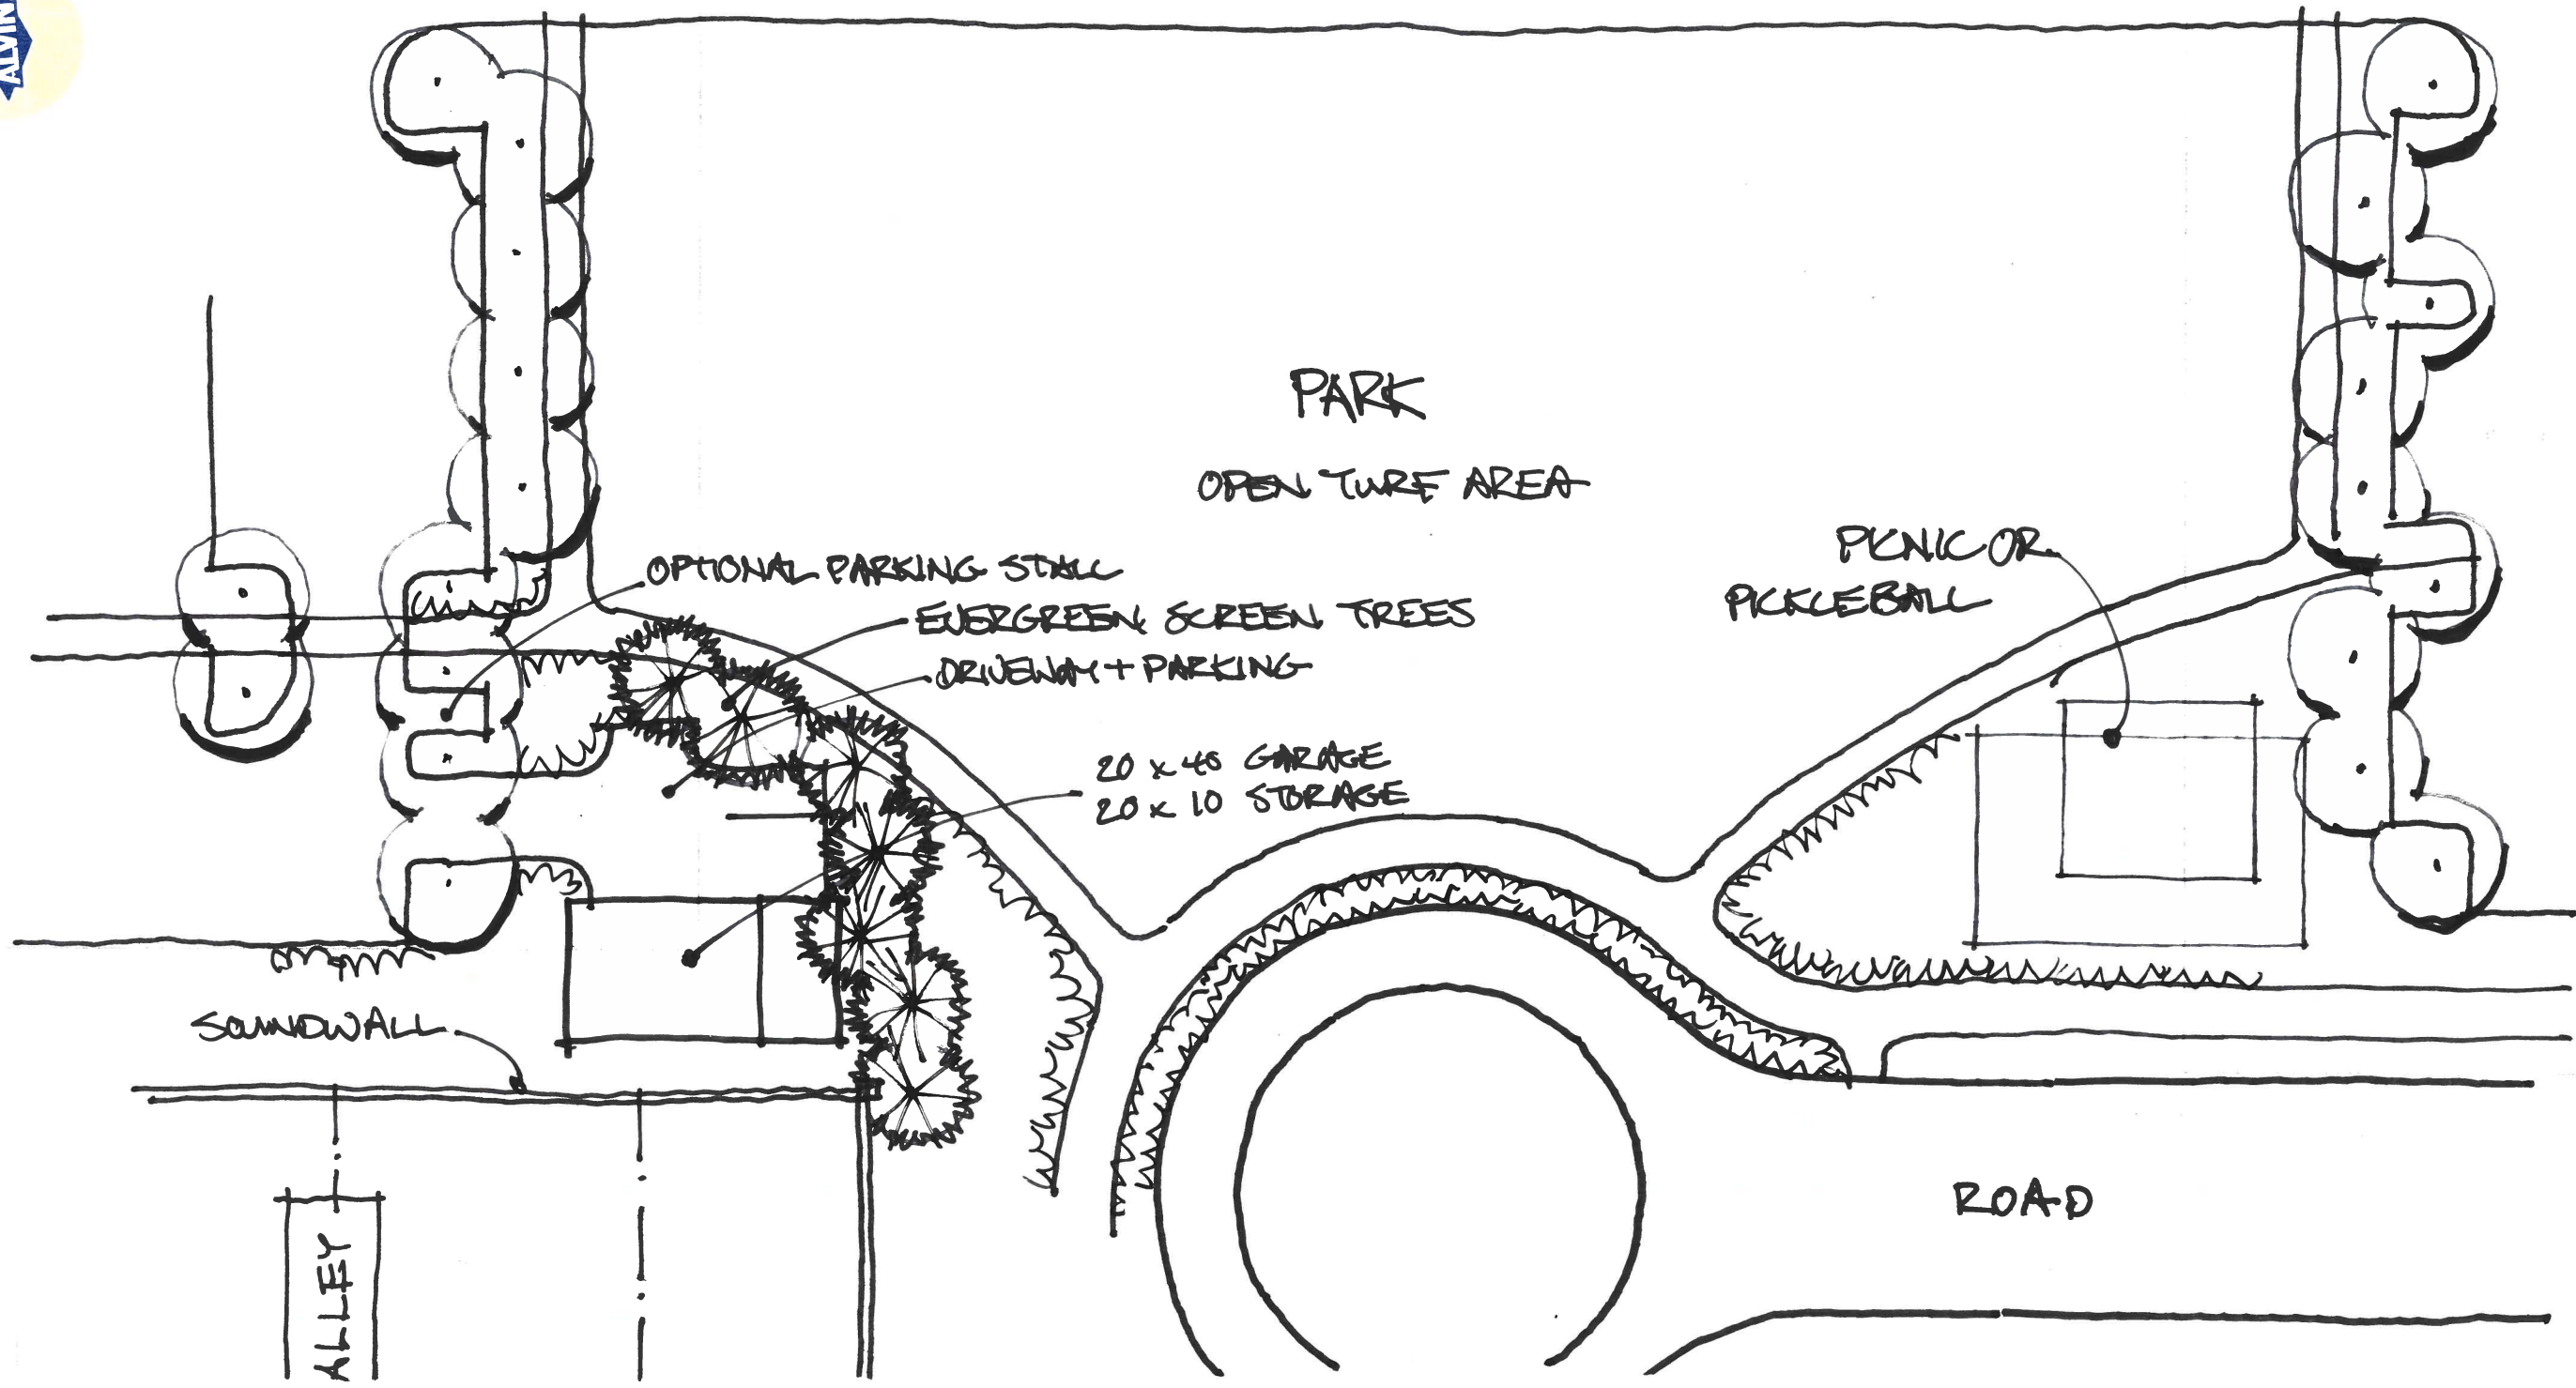 ALVIN
PARK
OPEN TURF AREA
OPTIONAL PARKING STALL
EVERGREEN SCREEN TREES
DRIVEWAY + PARKING
20 x 40 GARAGE
20 x 10 STORAGE
PICNIC OR
PICKLEBALL
SOUNDWALL
ALLEY
ROAD